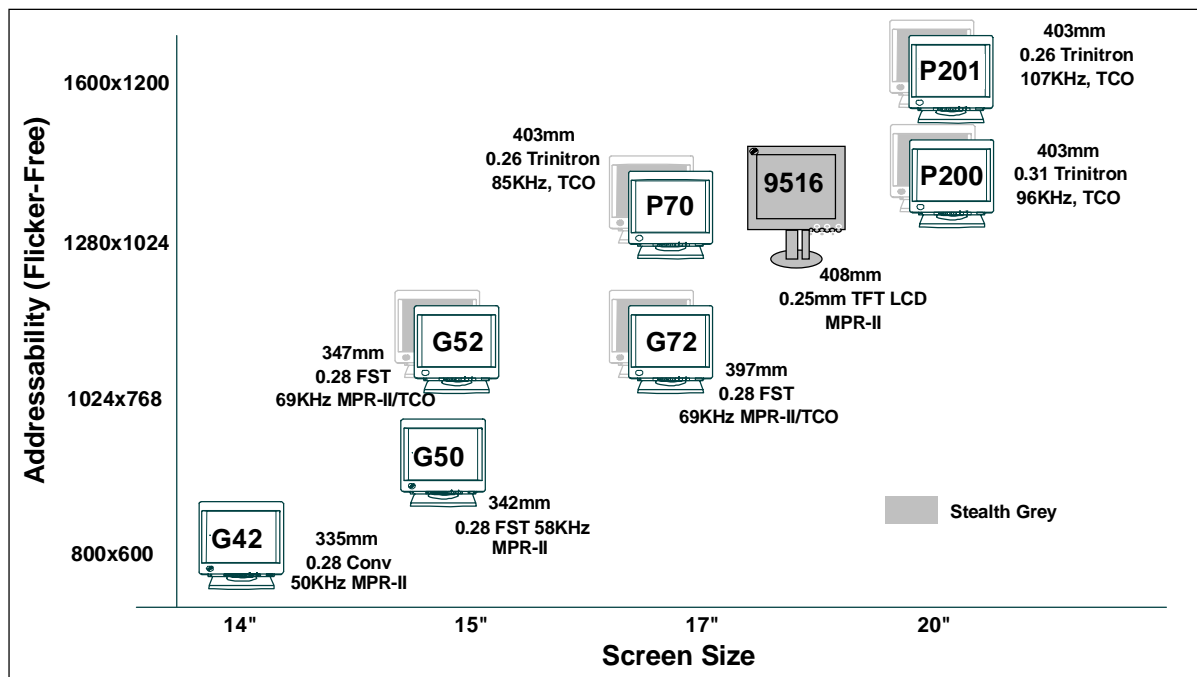 Addressability (Flicker-Free)
1600x1200
1280x1024
1024x768
800x600
P201
403mm
0.26 Trinitron
107KHz, TCO
P200
403mm
0.31 Trinitron
96KHz, TCO
403mm
0.26 Trinitron
85KHz, TCO
P70
9516
408mm
0.25mm TFT LCD
MPR-II
G52
347mm
0.28 FST
69KHz MPR-II/TCO
G72
397mm
0.28 FST
69KHz MPR-II/TCO
G50
342mm
0.28 FST 58KHz
MPR-II
G42
335mm
0.28 Conv
50KHz MPR-II
Stealth Grey
14"
15"
17"
20"
Screen Size